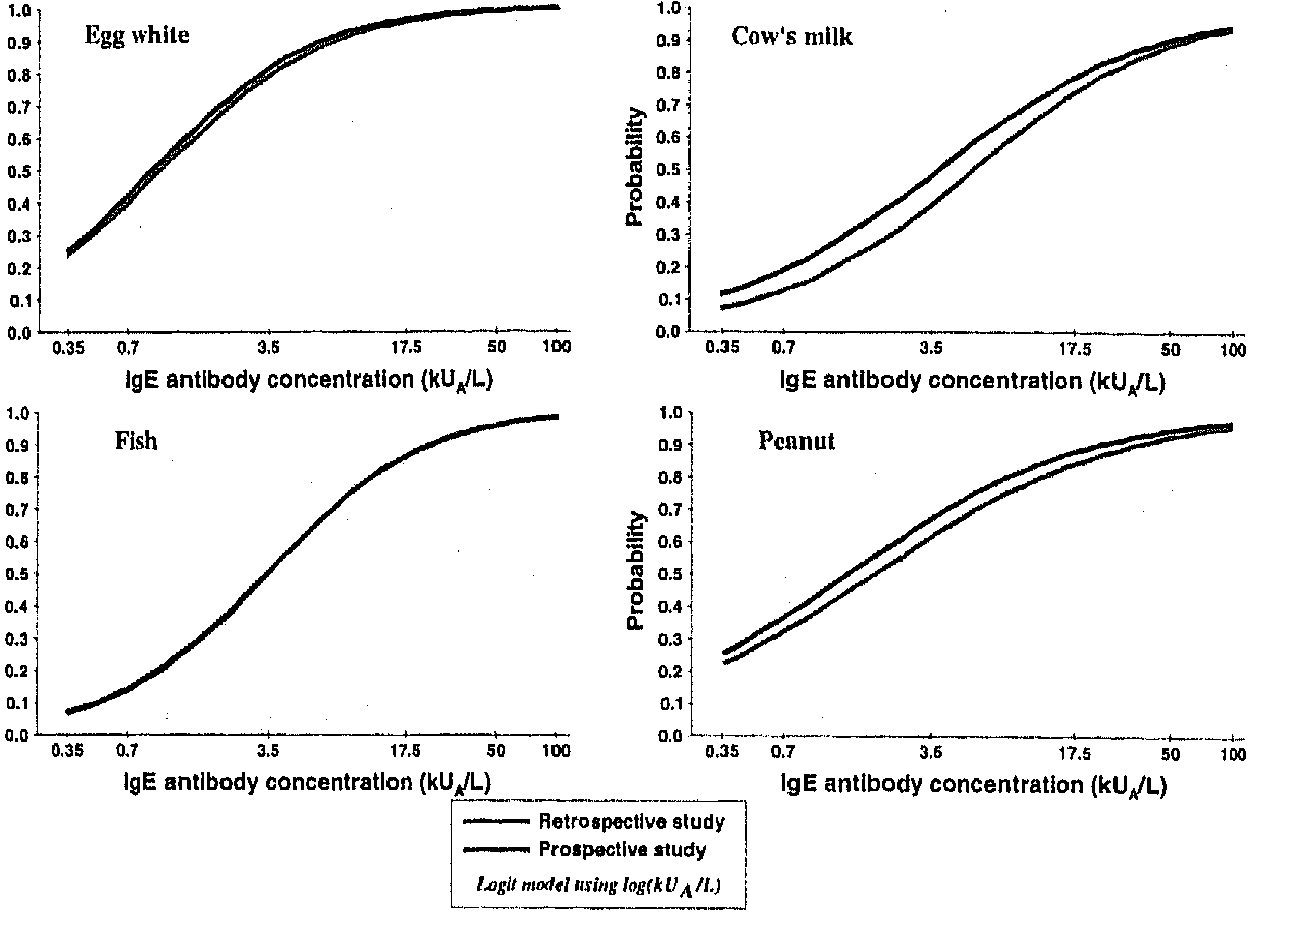 Egg white
1.0
0.9
0.8
0.7
0.6
0.5
0.4
0.3
0.2
0.1
0.0
0.35 0.7 3.5 17.5 50 100
IgE antibody concentration (kUA/L)
Cow's milk
Probability
1.0
0.9
0.8
0.7
0.6
0.5
0.4
0.3
0.2
0.1
0.0
0.35 0.7 3.5 17.5 50 100
IgE antibody concentration (kUA/L)
Fish
1.0
0.9
0.8
0.7
0.6
0.5
0.4
0.3
0.2
0.1
0.0
0.35 0.7 3.5 17.5 50 100
IgE antibody concentration (kUA/L)
Peanut
Probability
1.0
0.9
0.8
0.7
0.6
0.5
0.4
0.3
0.2
0.1
0.0
0.35 0.7 3.5 17.5 50 100
IgE antibody concentration (kUA/L)
Retrospective study
Prospective study
Logit model using log(kUA/L)